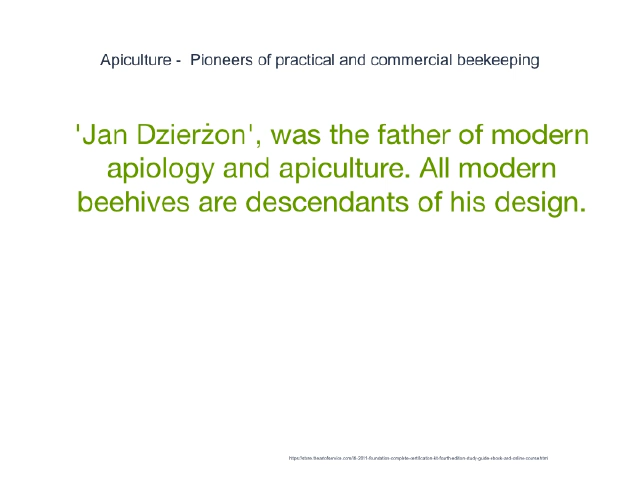 Apiculture -  Pioneers of practical and commercial beekeeping
'Jan Dzierżon', was the father of modern
apiology and apiculture. All modern
beehives are descendants of his design.